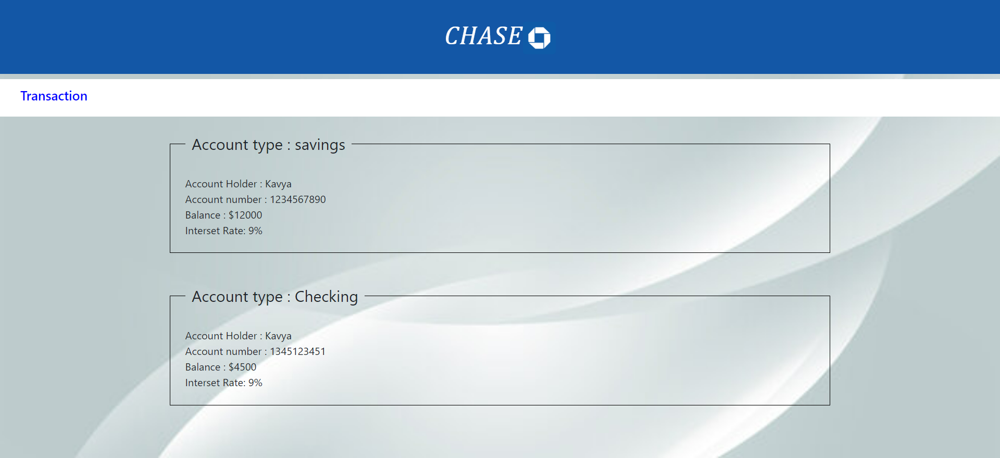 CHASE
Transaction
Account type : savings
Account Holder : Kavya
Account number : 1234567890
Balance : $12000
Interset Rate: 9%
Account type : Checking
Account Holder : Kavya
Account number : 1345123451
Balance : $4500
Interset Rate: 9%